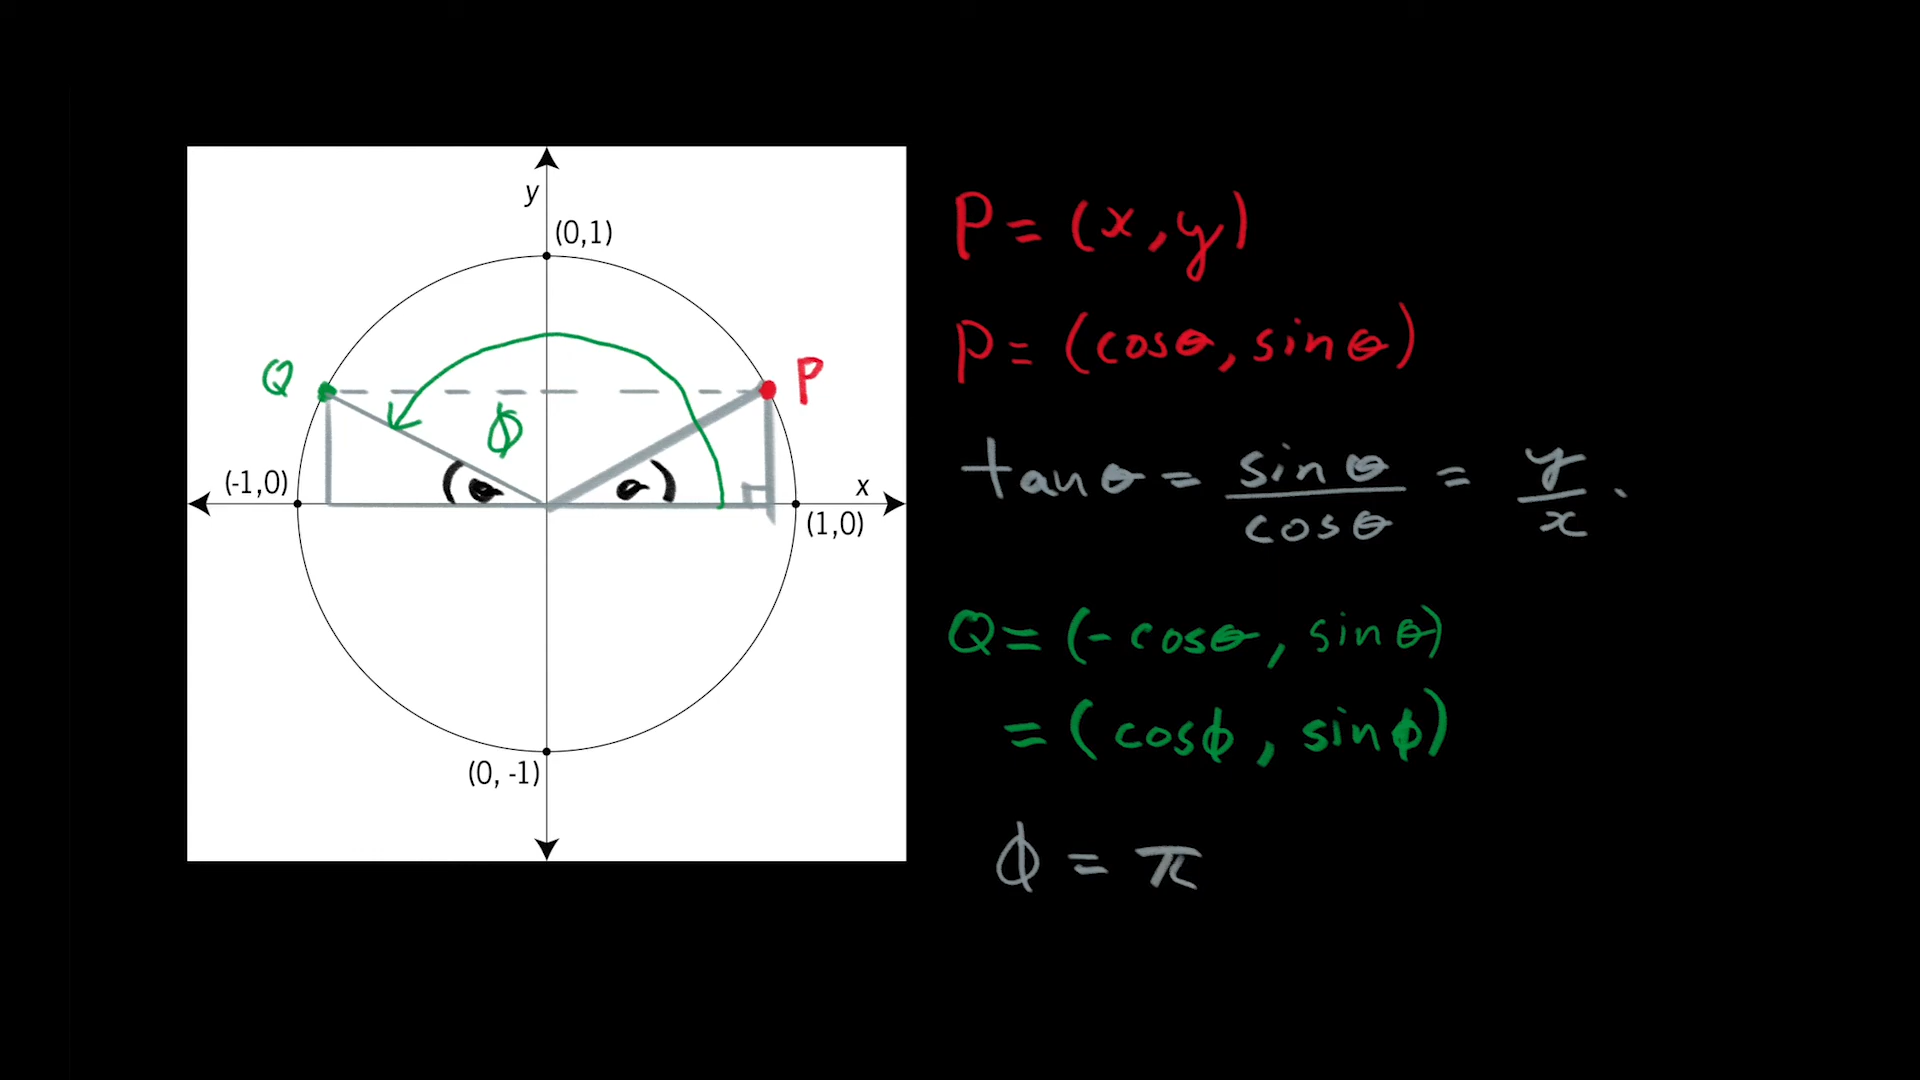 y
(0,1)
Q
P
ϕ
(-1,0)
θ
θ
x
(1,0)
(0, -1)
P = (x, y)
P = (cosθ, sinθ)
tanθ = sinθ/cosθ = y/x.
Q = (-cosθ, sinθ)
= (cosϕ, sinϕ)
ϕ = π